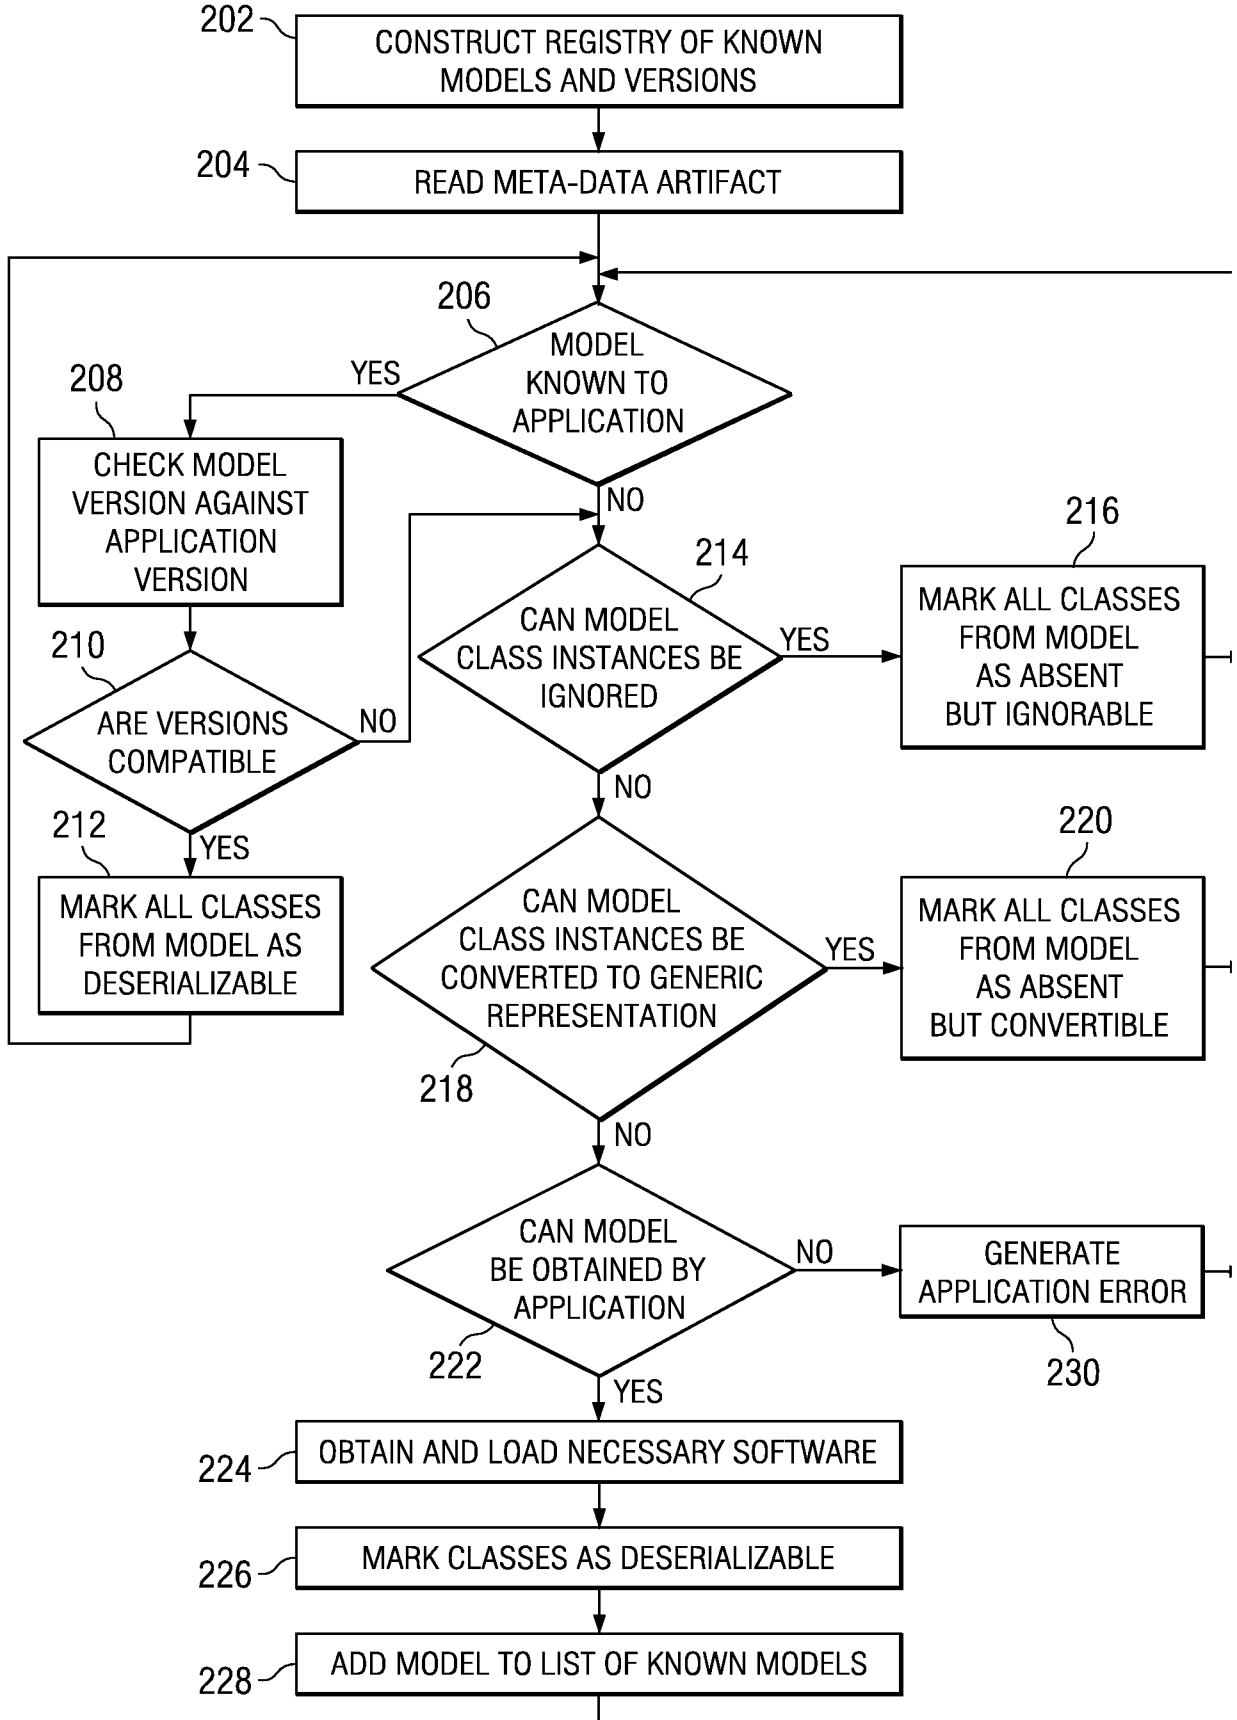 202
CONSTRUCT REGISTRY OF KNOWN
MODELS AND VERSIONS
204
READ META-DATA ARTIFACT
206
MODEL
KNOWN TO
APPLICATION
YES
NO
208
CHECK MODEL
VERSION AGAINST
APPLICATION
VERSION
210
ARE VERSIONS
COMPATIBLE
NO
YES
212
MARK ALL CLASSES
FROM MODEL AS
DESERIALIZABLE
214
CAN MODEL
CLASS INSTANCES BE
IGNORED
YES
NO
216
MARK ALL CLASSES
FROM MODEL
AS ABSENT
BUT IGNORABLE
218
CAN MODEL
CLASS INSTANCES BE
CONVERTED TO GENERIC
REPRESENTATION
YES
NO
220
MARK ALL CLASSES
FROM MODEL
AS ABSENT
BUT CONVERTIBLE
222
CAN MODEL
BE OBTAINED BY
APPLICATION
NO
YES
GENERATE
APPLICATION ERROR
230
224
OBTAIN AND LOAD NECESSARY SOFTWARE
226
MARK CLASSES AS DESERIALIZABLE
228
ADD MODEL TO LIST OF KNOWN MODELS